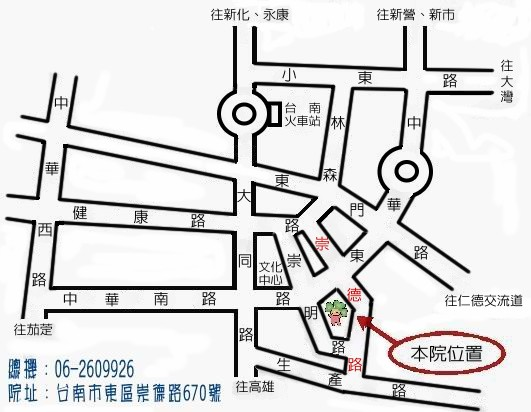 往新化、永康
往新營、新市
往大灣
小東路
台南
火車站
林森路
中華東路
東門路
大同路
中華西路
健康路
崇德路
崇明路
文化
中心
中華南路
往仁德交流道
往茄萣
本院位置
生產路
往高雄
總機：06-2609926
院址：台南市東區崇德路670號